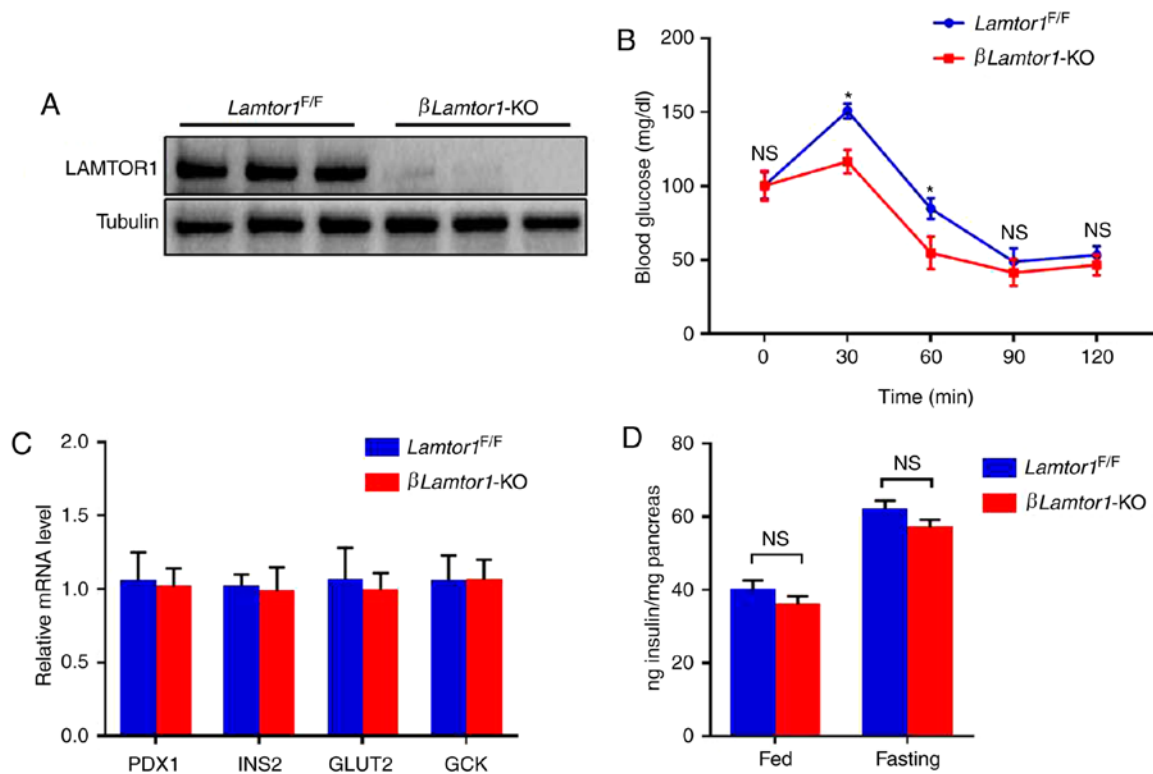 A
Lamtor1F/F
βLamtor1-KO
LAMTOR1
Tubulin
B
Lamtor1F/F
βLamtor1-KO
Blood glucose (mg/dl)
200
150
100
50
0
NS
*
*
NS
NS
0 30 60 90 120
Time (min)
C
Lamtor1F/F
βLamtor1-KO
Relative mRNA level
2.0
1.5
1.0
0.5
0.0
PDX1 INS2 GLUT2 GCK
D
Lamtor1F/F
βLamtor1-KO
ng insulin/mg pancreas
80
60
40
20
0
NS
NS
Fed Fasting